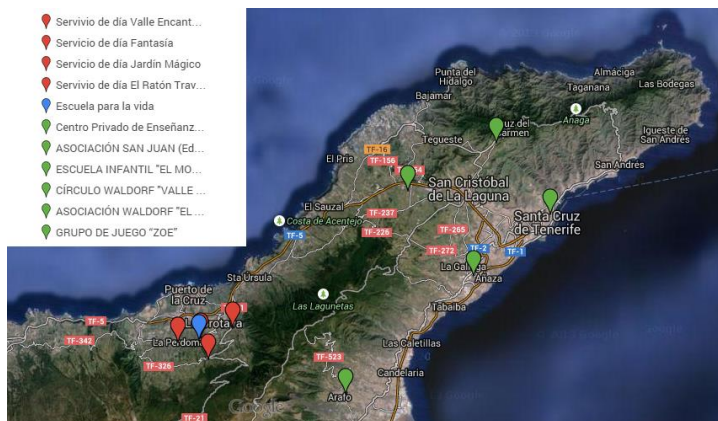 Servivio de día Valle Encant...
Servicio de día Fantasía
Servicio de día Jardín Mágico
Servivio de día El Ratón Trav...
Escuela para la vida
Centro Privado de Enseñanz...
ASOCIACIÓN SAN JUAN (Ed...
ESCUELA INFANTIL "EL MO...
CÍRCULO WALDORF "VALLE ...
ASOCIACIÓN WALDORF "EL ...
GRUPO DE JUEGO "ZOE"
Punta del
Hidalgo
Almáciga
Taganana
Las Bodegas
Bajamar
Anaga
Igueste de
San Andrés
Tegueste
TF-16
El Pris
TF-156
San Andrés
San Cristóbal
de La Laguna
El Sauzal
TF-237
Santa Cruz
de Tenerife
Costa de Acentejo
TF-226
TF-265
TF-5
TF-2
TF-1
TF-272
Añaza
Sta Úrsula
Puerto de
la Cruz
Las Lagunetas
Tabaiba
TF-5
TF-342
La Perdoma
Las Caletillas
TF-523
TF-326
Candelaria
Arafo
Google
TF-21